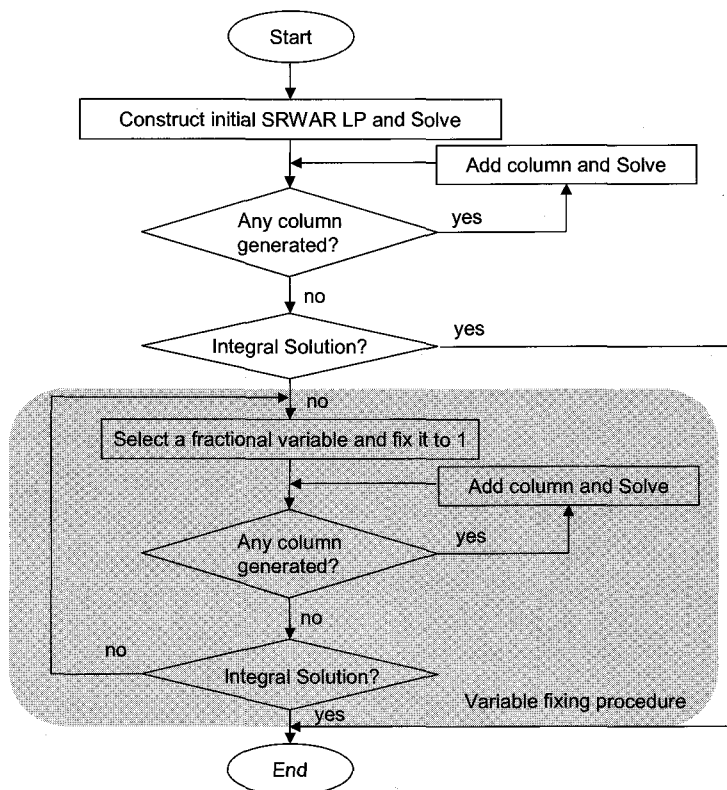 Start
Construct initial SRWAR LP and Solve
Add column and Solve
Any column
generated?
yes
no
Integral Solution?
yes
no
Select a fractional variable and fix it to 1
Add column and Solve
Any column
generated?
yes
no
no
Integral Solution?
yes
Variable fixing procedure
End